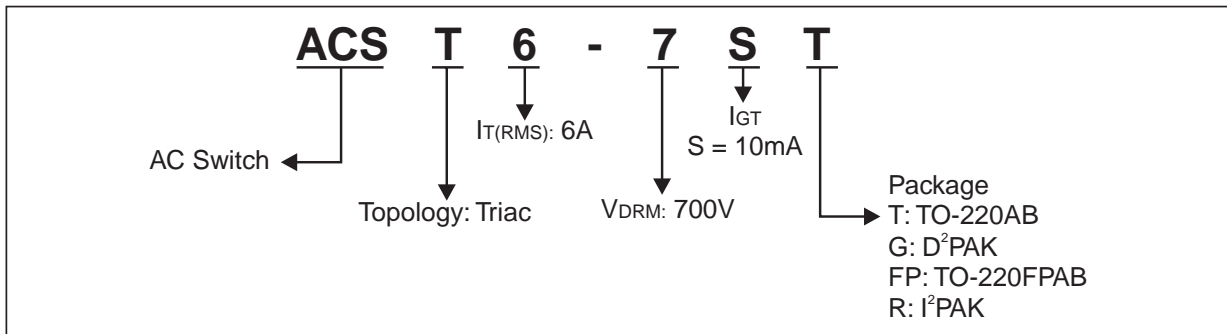 ACS T 6 - 7 S T
IT(RMS): 6A
IGT
S = 10mA
AC Switch
Topology: Triac
VDRM: 700V
Package
T: TO-220AB
G: D²PAK
FP: TO-220FPAB
R: I²PAK